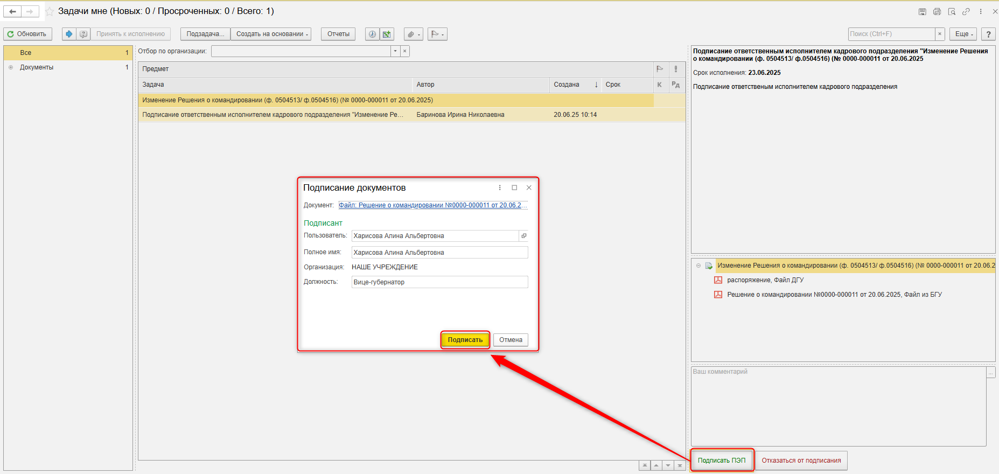 Задачи мне (Новых: 0 / Просроченных: 0 / Всего: 1)
Обновить
Принять к исполнению
Подзадача...
Создать на основании
Отчеты
Поиск (Ctrl+F)
×
Еще
?
Все 1
Документы 1
Отбор по организации:
Предмет
Задача Автор Создана ↓ Срок К Рд
Изменение Решения о командировании (ф. 0504513/ ф.0504516) (№ 0000-000011 от 20.06.2025)
Подписание ответственным исполнителем кадрового подразделения "Изменение Ре... Баринова Ирина Николаевна 20.06.25 10:14
Подписание документов
Документ: Файл: Решение о командировании №0000-000011 от 20.06.2...
Подписант
Пользователь: Харисова Алина Альбертовна
Полное имя: Харисова Алина Альбертовна
Организация: НАШЕ УЧРЕЖДЕНИЕ
Должность: Вице-губернатор
Подписать
Отмена
Подписание ответственным исполнителем кадрового подразделения "Изменение Решения
о командировании (ф. 0504513/ ф.0504516) (№ 0000-000011 от 20.06.2025
Срок исполнения: 23.06.2025
Подписание ответственым исполнителем кадрового подразделения
Изменение Решения о командировании (ф. 0504513/ ф.0504516) (№ 0000-000011 от 20.06.2
распоряжение, Файл ДГУ
Решение о командировании №0000-000011 от 20.06.2025, Файл из БГУ
Ваш комментарий
...
Подписать ПЭП
Отказаться от подписания